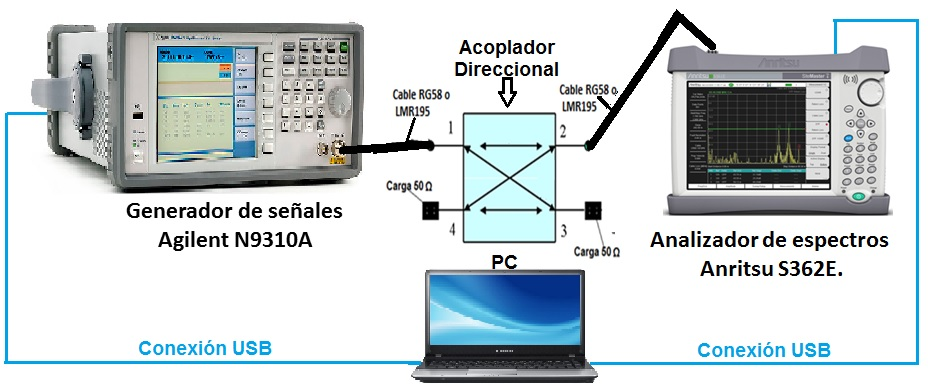 Acoplador
Direccional
Cable RG58 o
LMR195
Cable RG58 o
LMR195
1
2
Carga 50 Ω
4
3
Carga 50 Ω
Anritsu
Generador de señales
Agilent N9310A
Analizador de espectros
Anritsu S362E.
PC
Conexión USB
Conexión USB